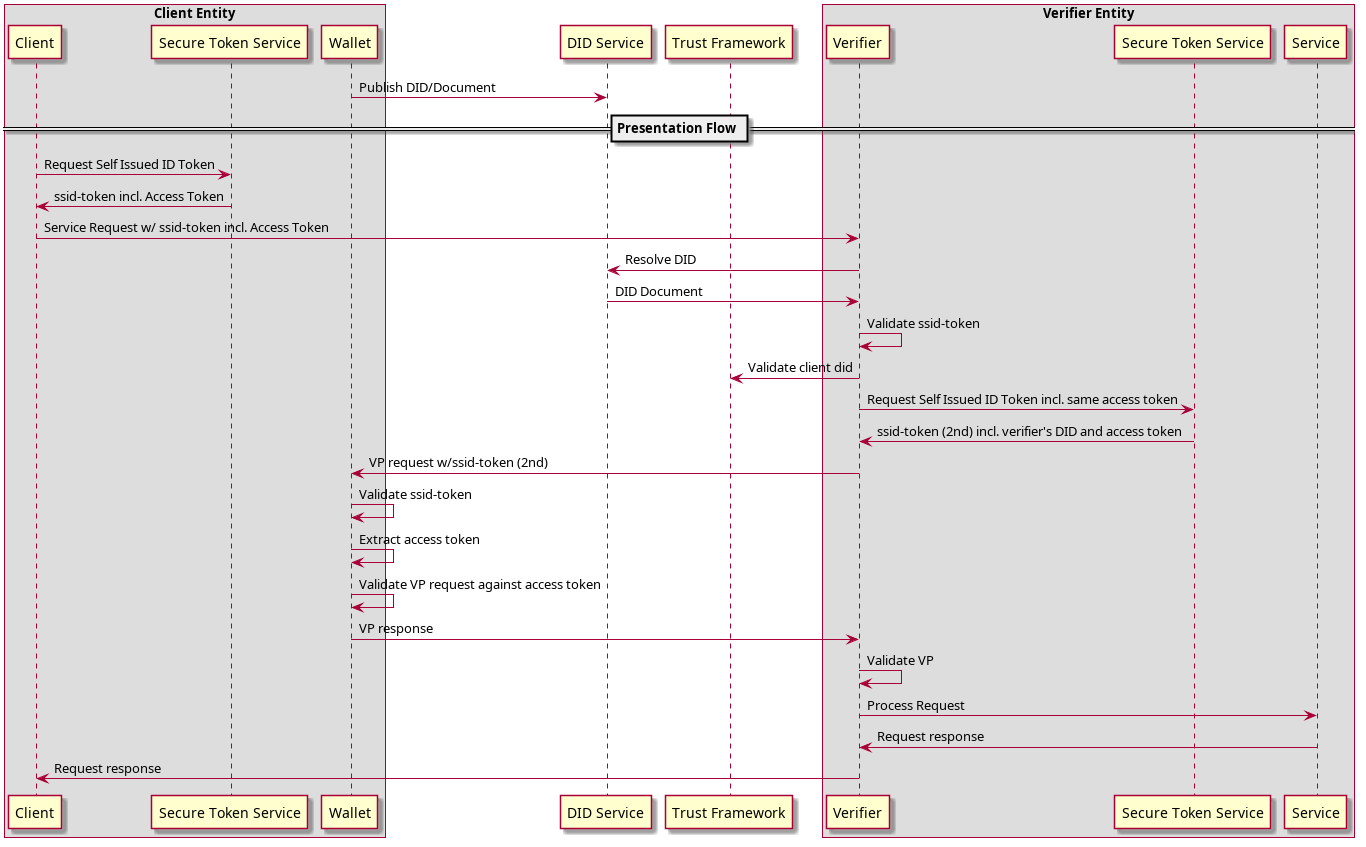 Client Entity
Verifier Entity
Client
Secure Token Service
Wallet
DID Service
Trust Framework
Verifier
Secure Token Service
Service
Publish DID/Document
Presentation Flow
Request Self Issued ID Token
ssid-token incl. Access Token
Service Request w/ ssid-token incl. Access Token
Resolve DID
DID Document
Validate ssid-token
Validate client did
Request Self Issued ID Token incl. same access token
ssid-token (2nd) incl. verifier's DID and access token
VP request w/ssid-token (2nd)
Validate ssid-token
Extract access token
Validate VP request against access token
VP response
Validate VP
Process Request
Request response
Request response
Client
Secure Token Service
Wallet
DID Service
Trust Framework
Verifier
Secure Token Service
Service